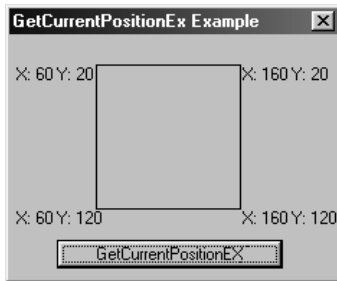 GetCurrentPositionEx Example
X: 60 Y: 20
X: 160 Y: 20
X: 60 Y: 120
X: 160 Y: 120
GetCurrentPositionEX